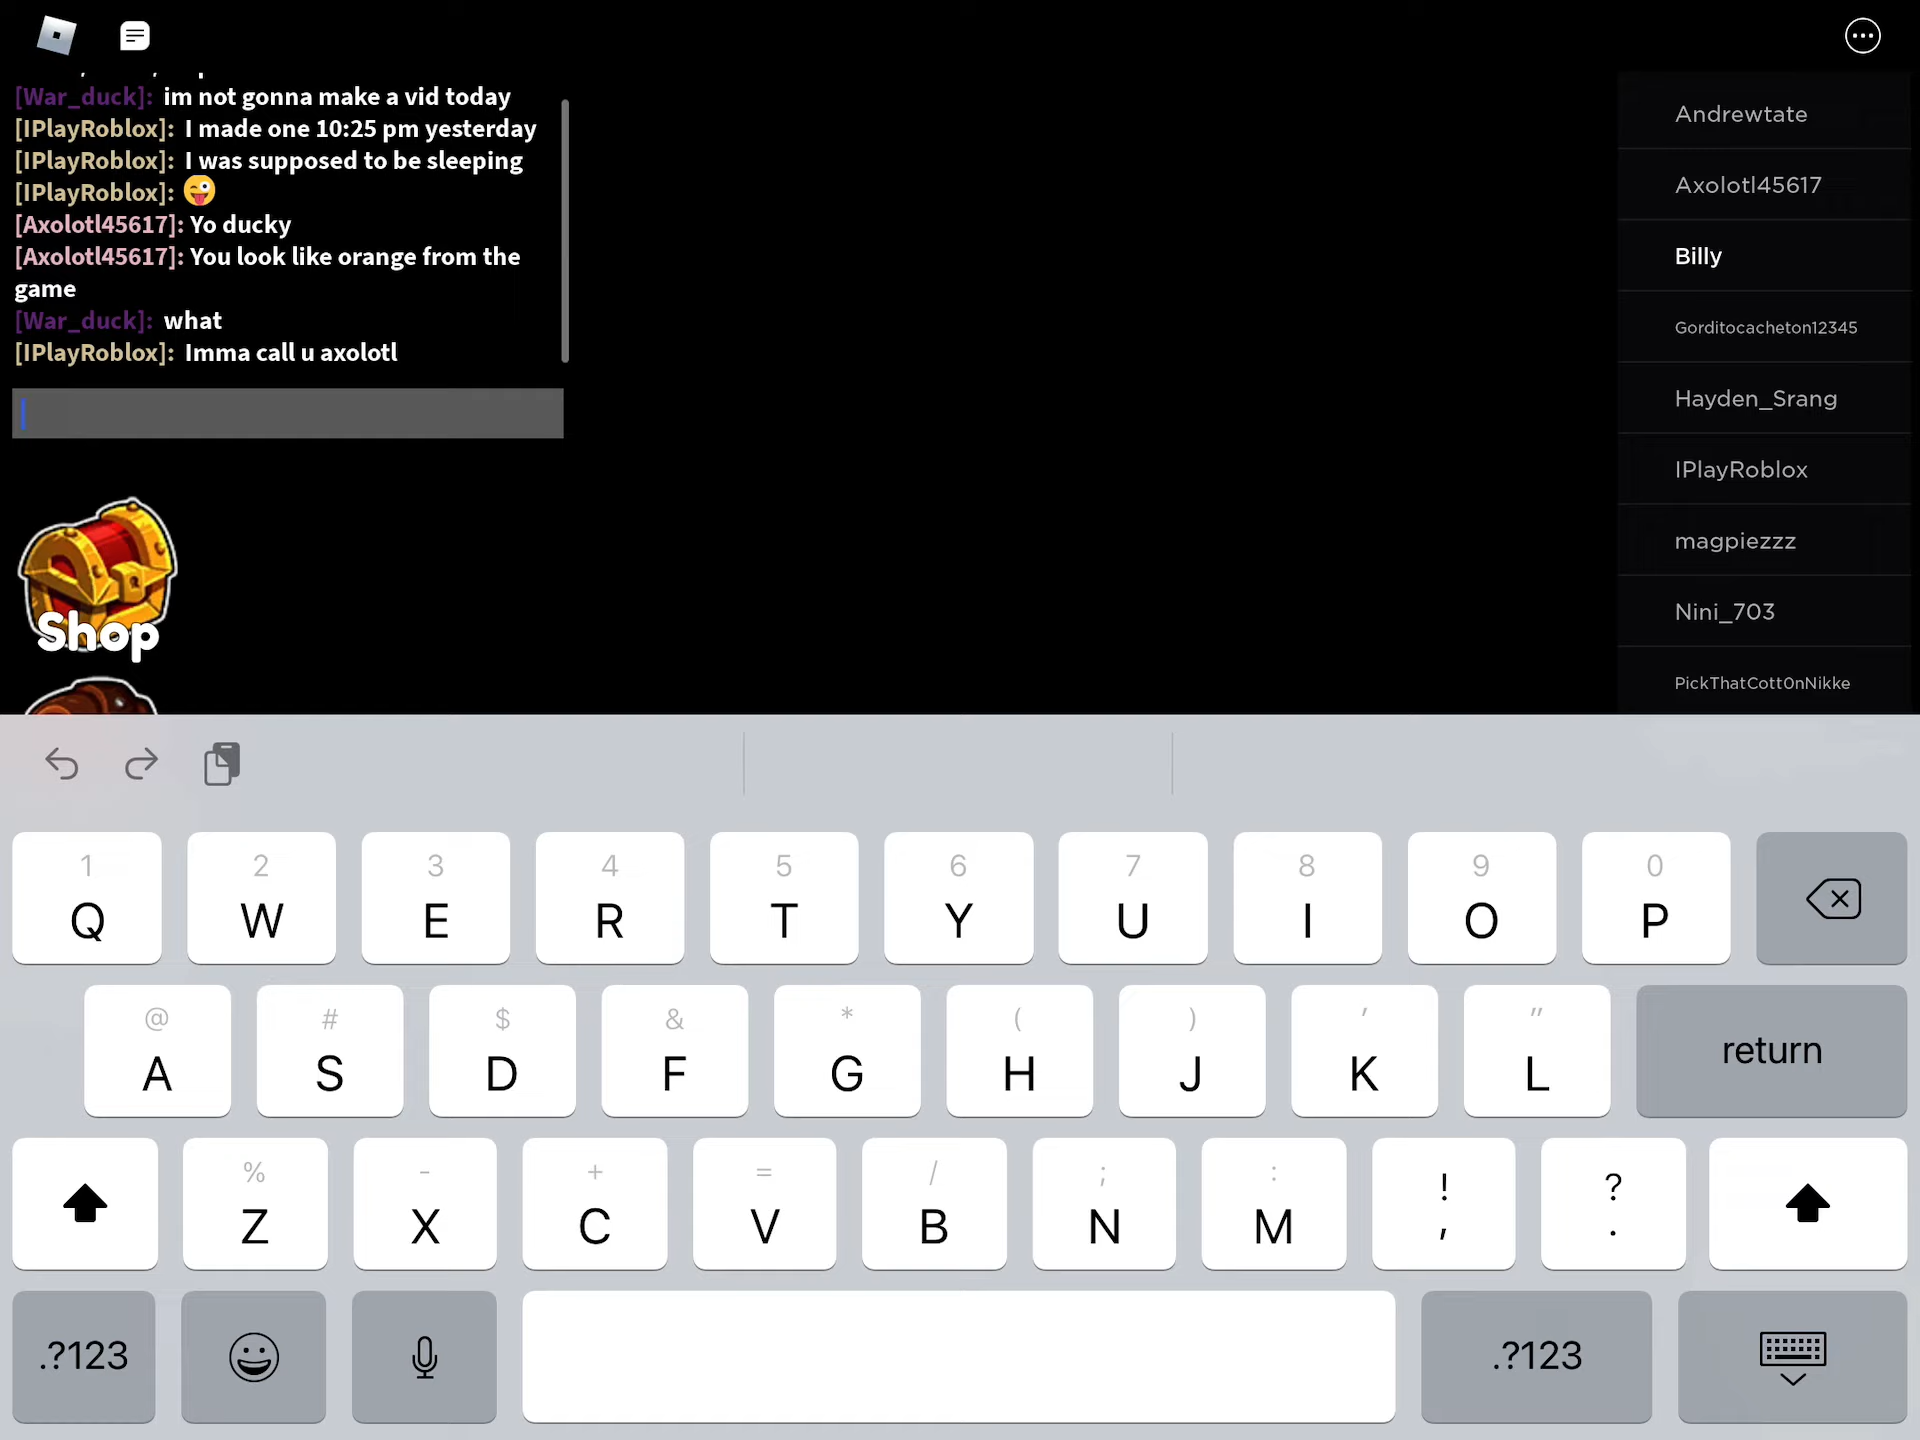 [War_duck]: im not gonna make a vid today
[IPlayRoblox]: I made one 10:25 pm yesterday
[IPlayRoblox]: I was supposed to be sleeping
[IPlayRoblox]: 😜
[Axolotl45617]: Yo ducky
[Axolotl45617]: You look like orange from the
game
[War_duck]: what
[IPlayRoblox]: Imma call u axolotl
Shop
Andrewtate
Axolotl45617
Billy
Gorditocacheton12345
Hayden_Srang
IPlayRoblox
magpiezzz
Nini_703
PickThatCott0nNikke
1 2 3 4 5 6 7 8 9 0
Q W E R T Y U I O P
@ # $ & * ( ) ' "
A S D F G H J K L return
% - + = / ; : ! ?
Z X C V B N M , .
.?123 .?123